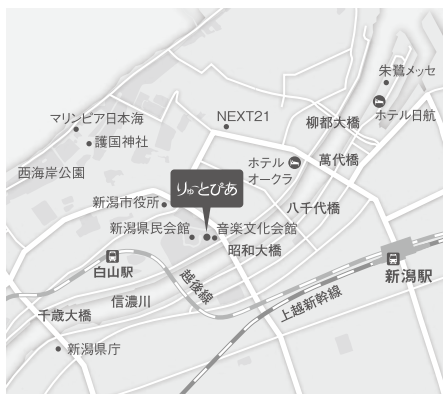 朱鷺メッセ
ホテル日航
マリンピア日本海
NEXT21
柳都大橋
護国神社
萬代橋
西海岸公園
ホテル
オークラ
りゅーとぴあ
八千代橋
新潟市役所
新潟県民会館
音楽文化会館
昭和大橋
白山駅
越後線
新潟駅
信濃川
上越新幹線
千歳大橋
新潟県庁